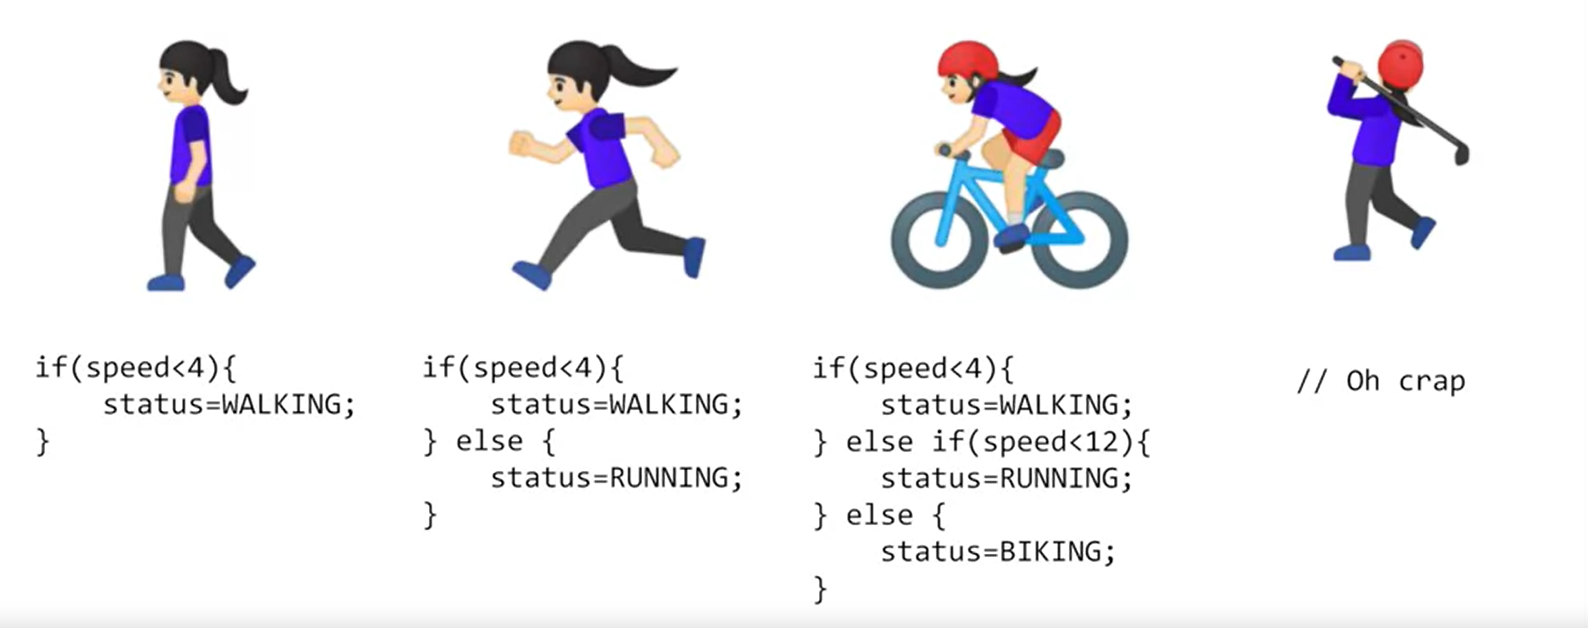 if(speed<4){
    status=WALKING;
}
if(speed<4){
    status=WALKING;
} else {
    status=RUNNING;
}
if(speed<4){
    status=WALKING;
} else if(speed<12){
    status=RUNNING;
} else {
    status=BIKING;
}
// Oh crap